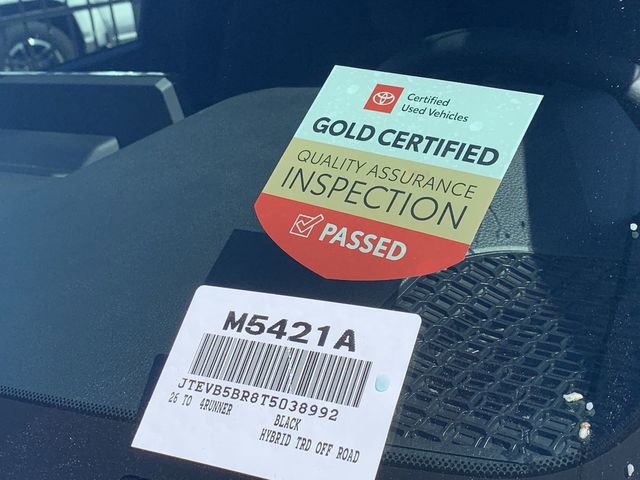 Certified
Used Vehicles
GOLD CERTIFIED
QUALITY ASSURANCE
INSPECTION
PASSED
M5421A
JTEVB5BR8T5038992
26 TO 4RUNNER
BLACK
HYBRID TRD OFF ROAD